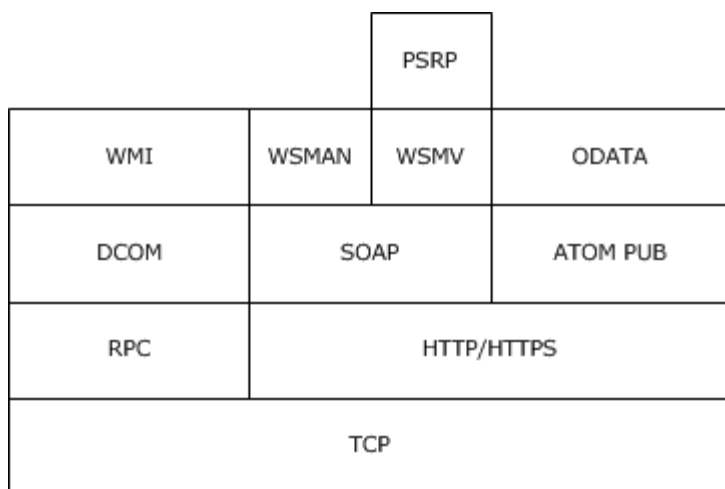 PSRP
WMI WSMAN WSMV ODATA
DCOM SOAP ATOM PUB
RPC HTTP/HTTPS
TCP